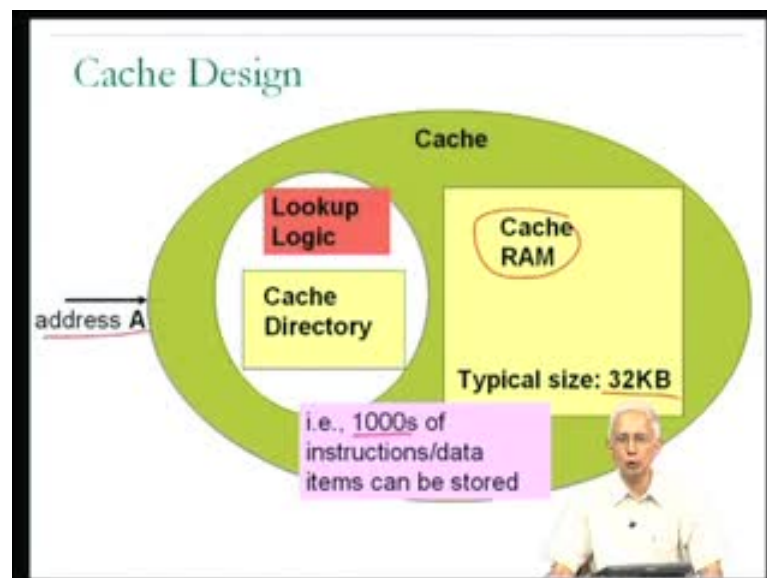 Cache Design
Cache
Lookup
Logic
Cache
RAM
Cache
Directory
address A
Typical size: 32KB
i.e., 1000s of
instructions/data
items can be stored